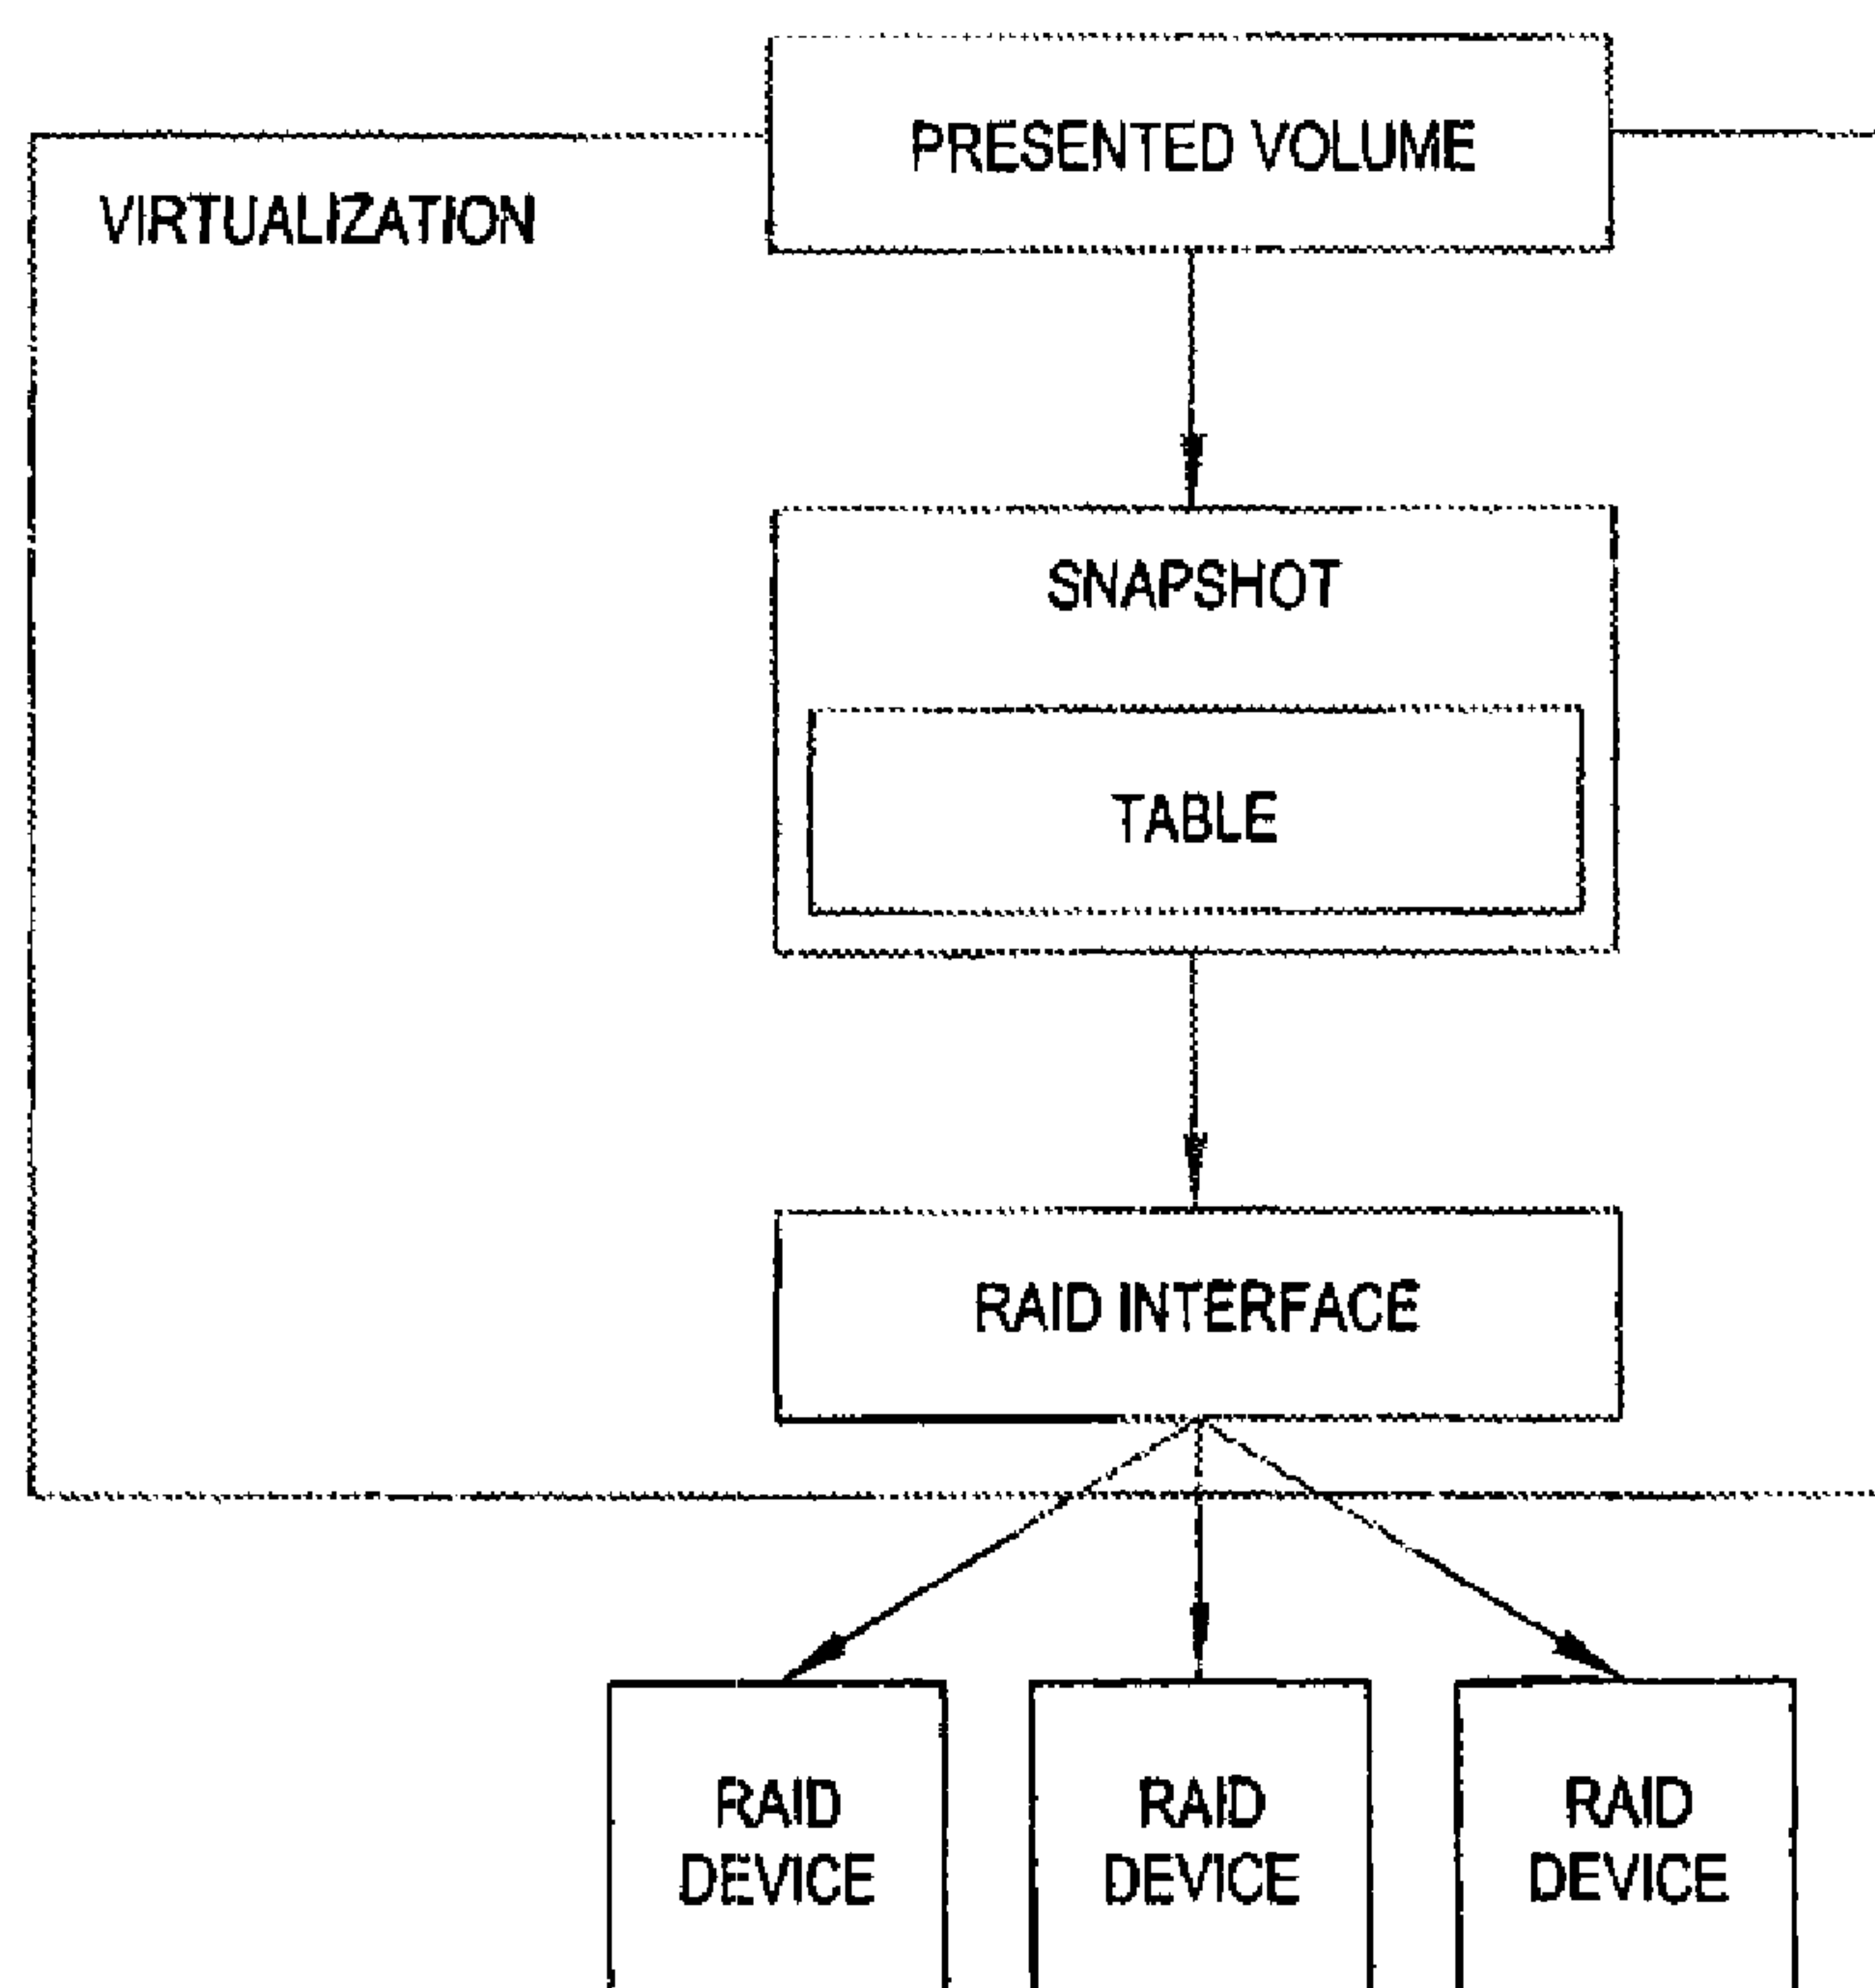 PRESENTED VOLUME
VIRTUALIZATION
SNAPSHOT
TABLE
RAID INTERFACE
RAID
DEVICE
RAID
DEVICE
RAID
DEVICE